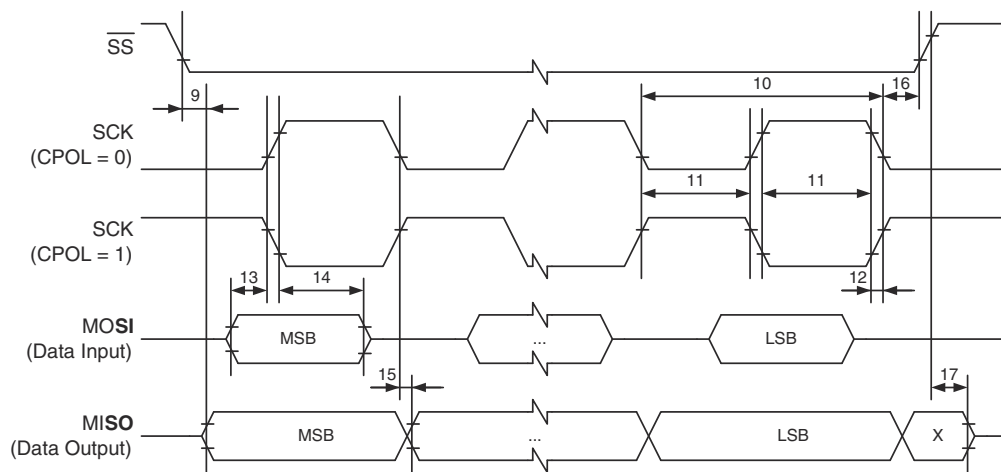 SS
10
16
9
SCK
(CPOL = 0)
11
11
SCK
(CPOL = 1)
13
14
12
MOSI
(Data Input)
MSB
...
LSB
15
17
MISO
(Data Output)
MSB
...
LSB
X